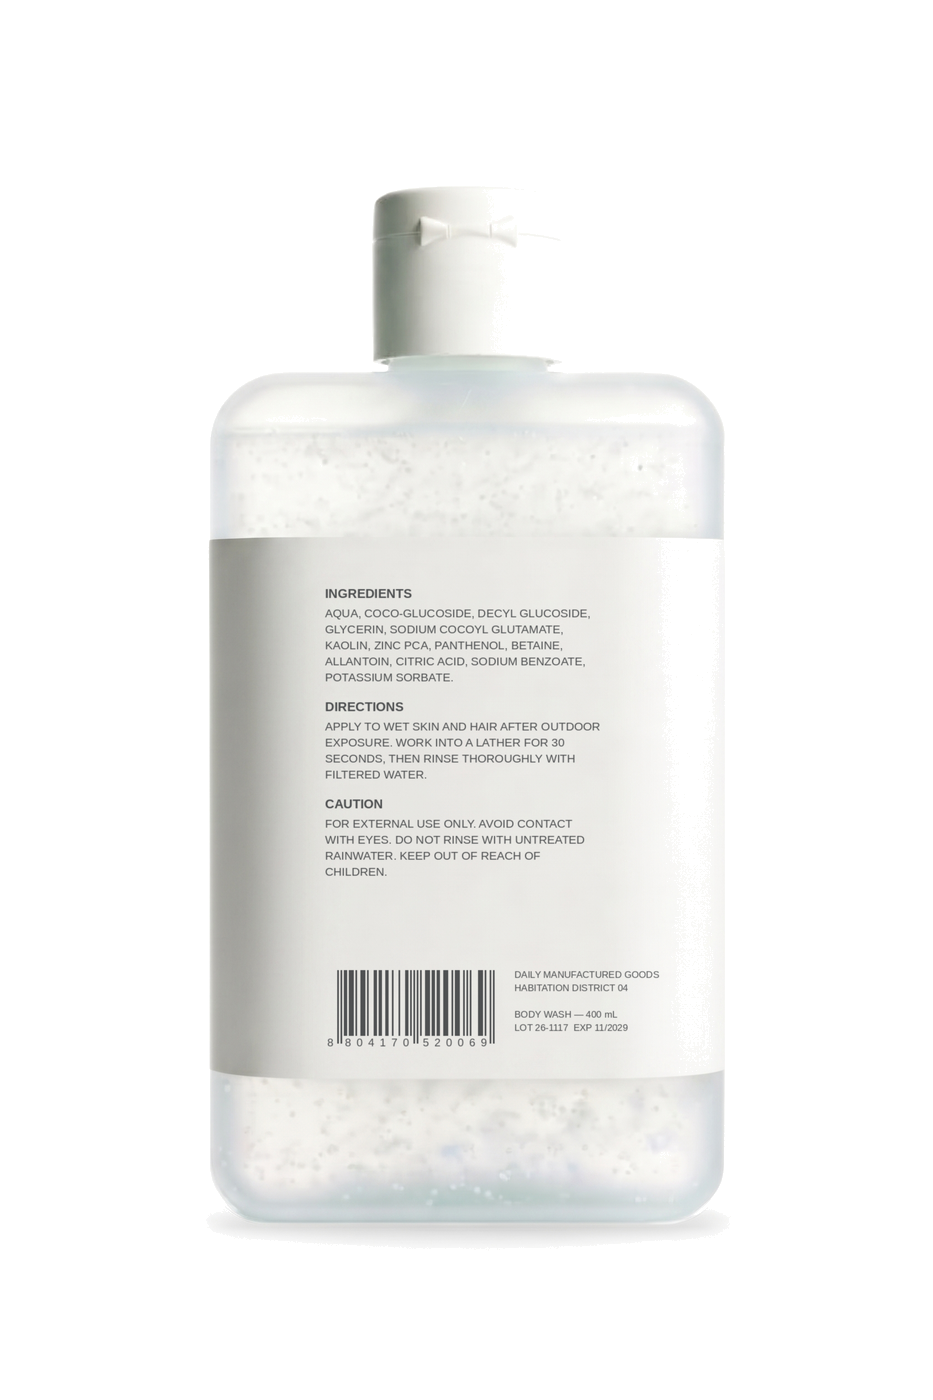 INGREDIENTS
AQUA, COCO-GLUCOSIDE, DECYL GLUCOSIDE,
GLYCERIN, SODIUM COCOYL GLUTAMATE,
KAOLIN, ZINC PCA, PANTHENOL, BETAINE,
ALLANTOIN, CITRIC ACID, SODIUM BENZOATE,
POTASSIUM SORBATE.
DIRECTIONS
APPLY TO WET SKIN AND HAIR AFTER OUTDOOR
EXPOSURE. WORK INTO A LATHER FOR 30
SECONDS, THEN RINSE THOROUGHLY WITH
FILTERED WATER.
CAUTION
FOR EXTERNAL USE ONLY. AVOID CONTACT
WITH EYES. DO NOT RINSE WITH UNTREATED
RAINWATER. KEEP OUT OF REACH OF
CHILDREN.
8 804170 520069
DAILY MANUFACTURED GOODS
HABITATION DISTRICT 04
BODY WASH — 400 mL
LOT 26-1117 EXP 11/2029